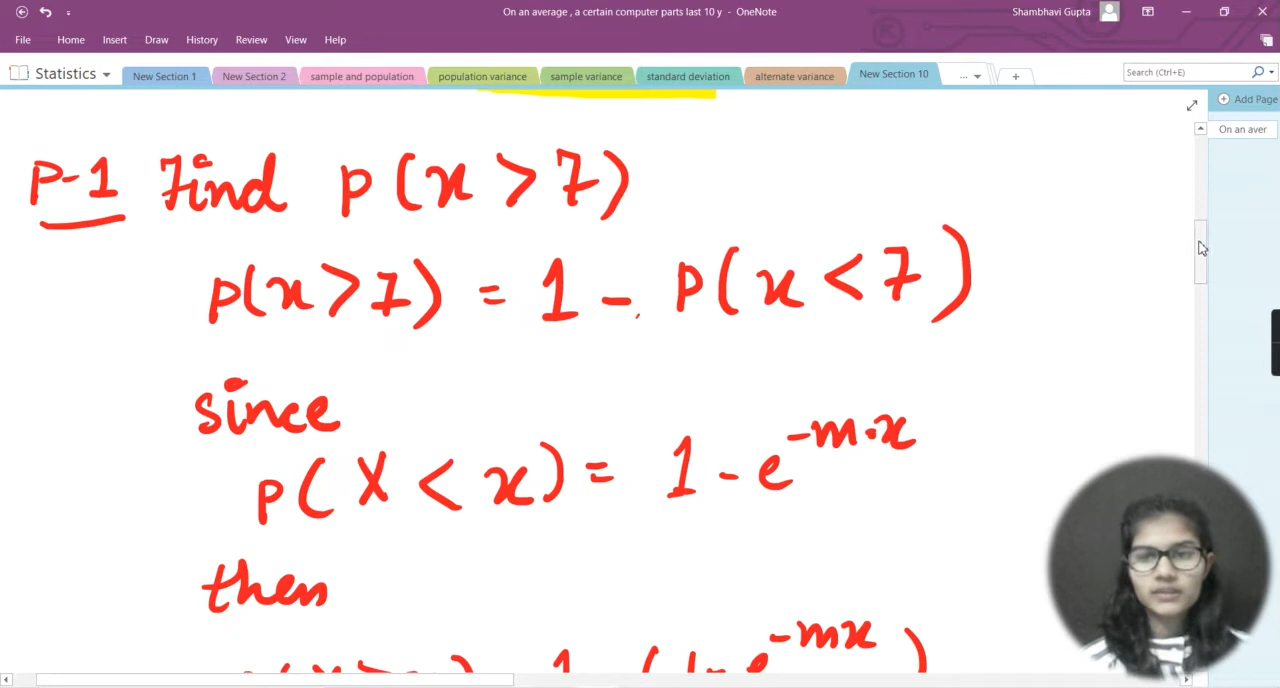 On an average , a certain computer parts last 10 y - OneNote
Shambhavi Gupta
File Home Insert Draw History Review View Help
Statistics New Section 1 New Section 2 sample and population population variance sample variance standard deviation alternate variance New Section 10 ... + Search (Ctrl+E)
Add Page
On an aver
P-1 Find p(x > 7)
p(x > 7) = 1 - p(x < 7)
since
p(X < x) = 1 - e^{-m·x}
then
(1 - e^{-mx})